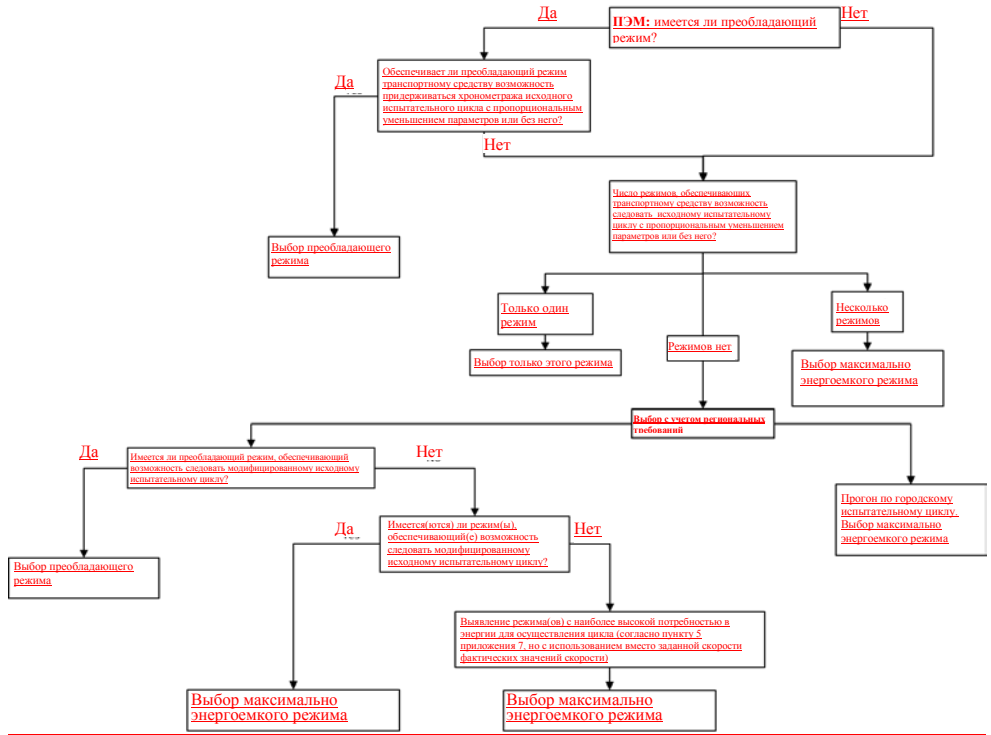 Да
Нет
ПЭМ: имеется ли преобладающий
режим?
Да
Обеспечивает ли преобладающий режим
транспортному средству возможность
придерживаться хронометража исходного
испытательного цикла с пропорциональным
уменьшением параметров или без него?
Нет
Число режимов, обеспечивающих
транспортному средству возможность
следовать исходному испытательному
циклу с пропорциональным уменьшением
параметров или без него?
Выбор преобладающего
режима
Только один
режим
Несколько
режимов
Режимов нет
Выбор только этого режима
Выбор максимально
энергоемкого режима
Выбор с учетом региональных
требований
Да
Имеется ли преобладающий режим, обеспечивающий
возможность следовать модифицированному исходному
испытательному циклу?
Нет
Прогон по городскому
испытательному циклу.
Выбор максимально
энергоемкого режима
Да
Имеется(ются) ли режим(ы),
обеспечивающий(е) возможность
следовать модифицированному
исходному испытательному циклу?
Нет
Выбор преобладающего
режима
Выявление режима(ов) с наиболее высокой потребностью в
энергии для осуществления цикла (согласно пункту 5
приложения 7, но с использованием вместо заданной скорости
фактических значений скорости)
Выбор максимально
энергоемкого режима
Выбор максимально
энергоемкого режима